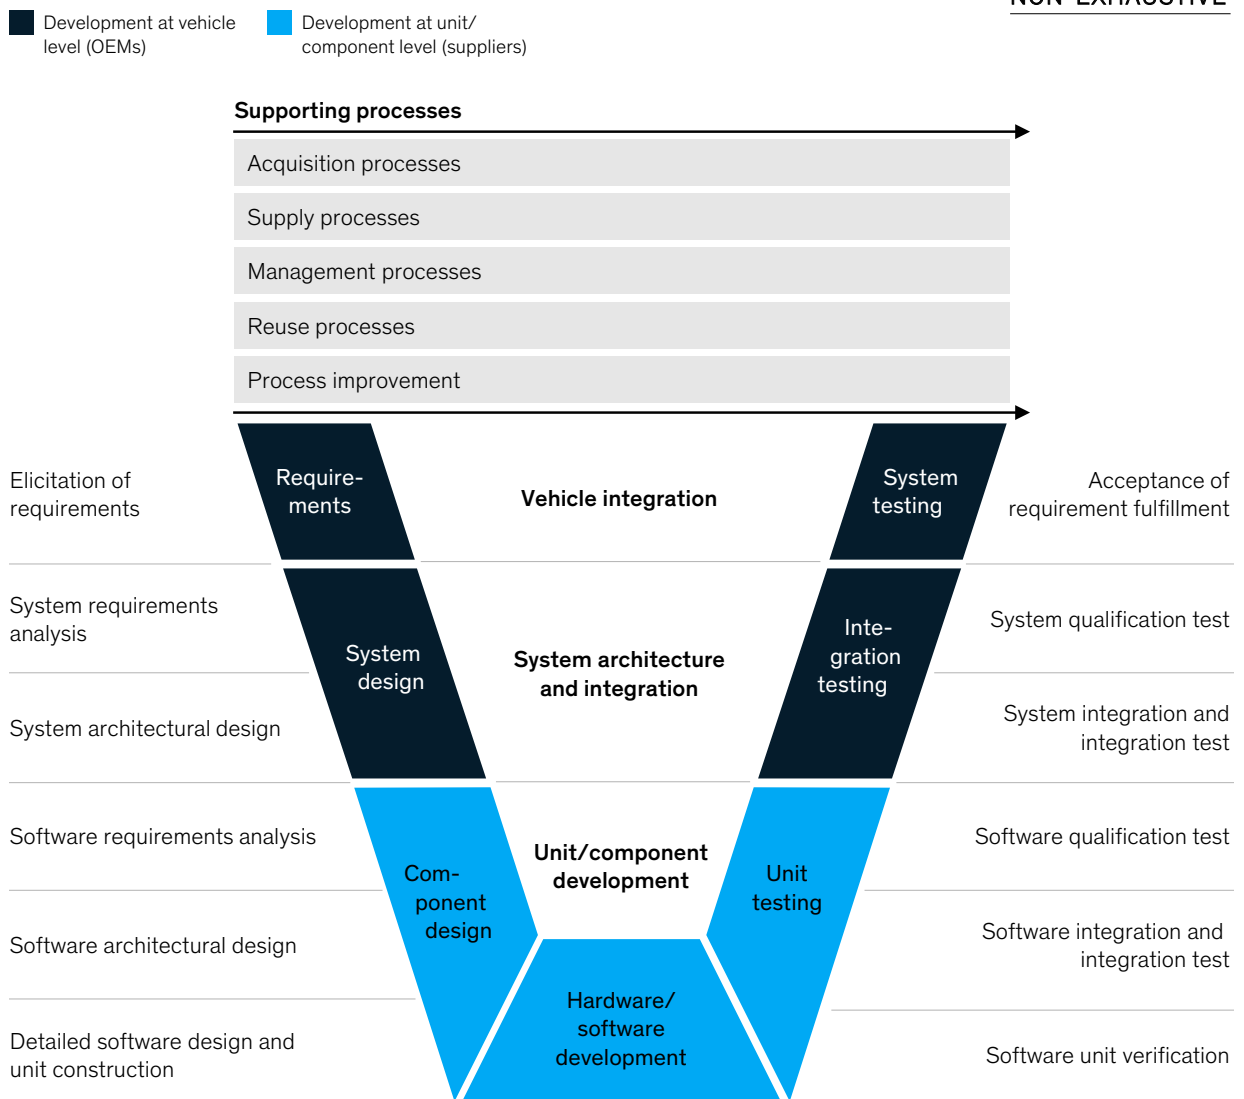 NON-EXHAUSTIVE
Development at vehicle
level (OEMs)
Development at unit/
component level (suppliers)
Supporting processes
Acquisition processes
Supply processes
Management processes
Reuse processes
Process improvement
Elicitation of
requirements
Require-
ments
Vehicle integration
System
testing
Acceptance of
requirement fulfillment
System requirements
analysis
System qualification test
System
design
System architecture
and integration
Inte-
gration
testing
System architectural design
System integration and
integration test
Software requirements analysis
Software qualification test
Com-
ponent
design
Unit/component
development
Unit
testing
Software architectural design
Software integration and
integration test
Hardware/
software
development
Detailed software design and
unit construction
Software unit verification